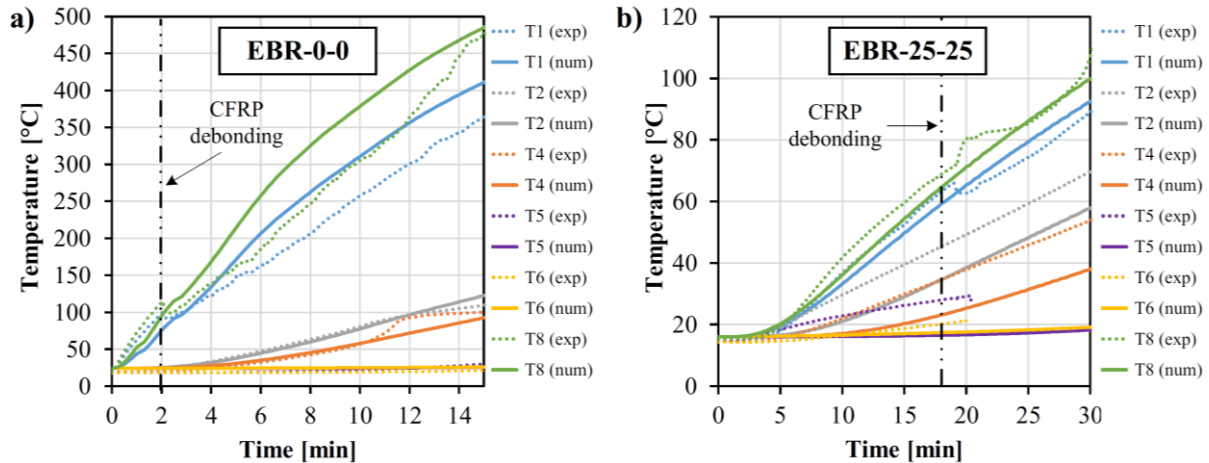 a)
EBR-0-0
CFRP
debonding
Temperature [°C]
500
450
400
350
300
250
200
150
100
50
0
0 2 4 6 8 10 12 14
Time [min]
T1 (exp)
T1 (num)
T2 (exp)
T2 (num)
T4 (exp)
T4 (num)
T5 (exp)
T5 (num)
T6 (exp)
T6 (num)
T8 (exp)
T8 (num)
b)
EBR-25-25
CFRP
debonding
Temperature [°C]
120
100
80
60
40
20
0
0 5 10 15 20 25 30
Time [min]
T1 (exp)
T1 (num)
T2 (exp)
T2 (num)
T4 (exp)
T4 (num)
T5 (exp)
T5 (num)
T6 (exp)
T6 (num)
T8 (exp)
T8 (num)